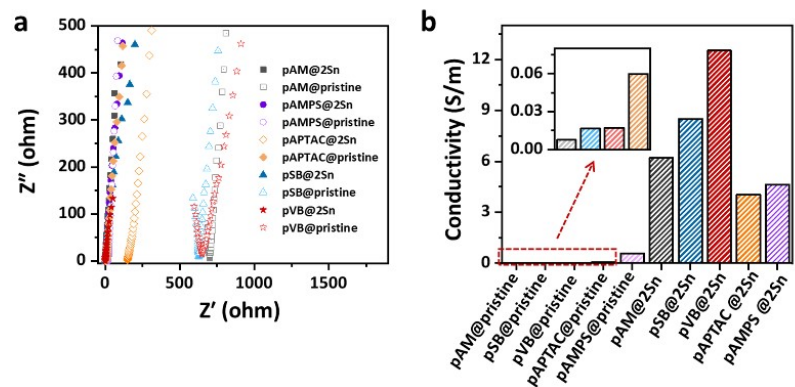 a
500
400
300
200
100
0
Z″ (ohm)
0
500
1000
1500
Z′ (ohm)
pAM@2Sn
pAM@pristine
pAMPS@2Sn
pAMPS@pristine
pAPTAC@2Sn
pAPTAC@pristine
pSB@2Sn
pSB@pristine
pVB@2Sn
pVB@pristine
b
12
9
6
3
0
Conductivity (S/m)
0.06
0.03
0.00
pAM@pristine
pSB@pristine
pVB@pristine
pAPTAC@pristine
pAMPS@pristine
pAM@2Sn
pSB@2Sn
pVB@2Sn
pAPTAC @2Sn
pAMPS @2Sn